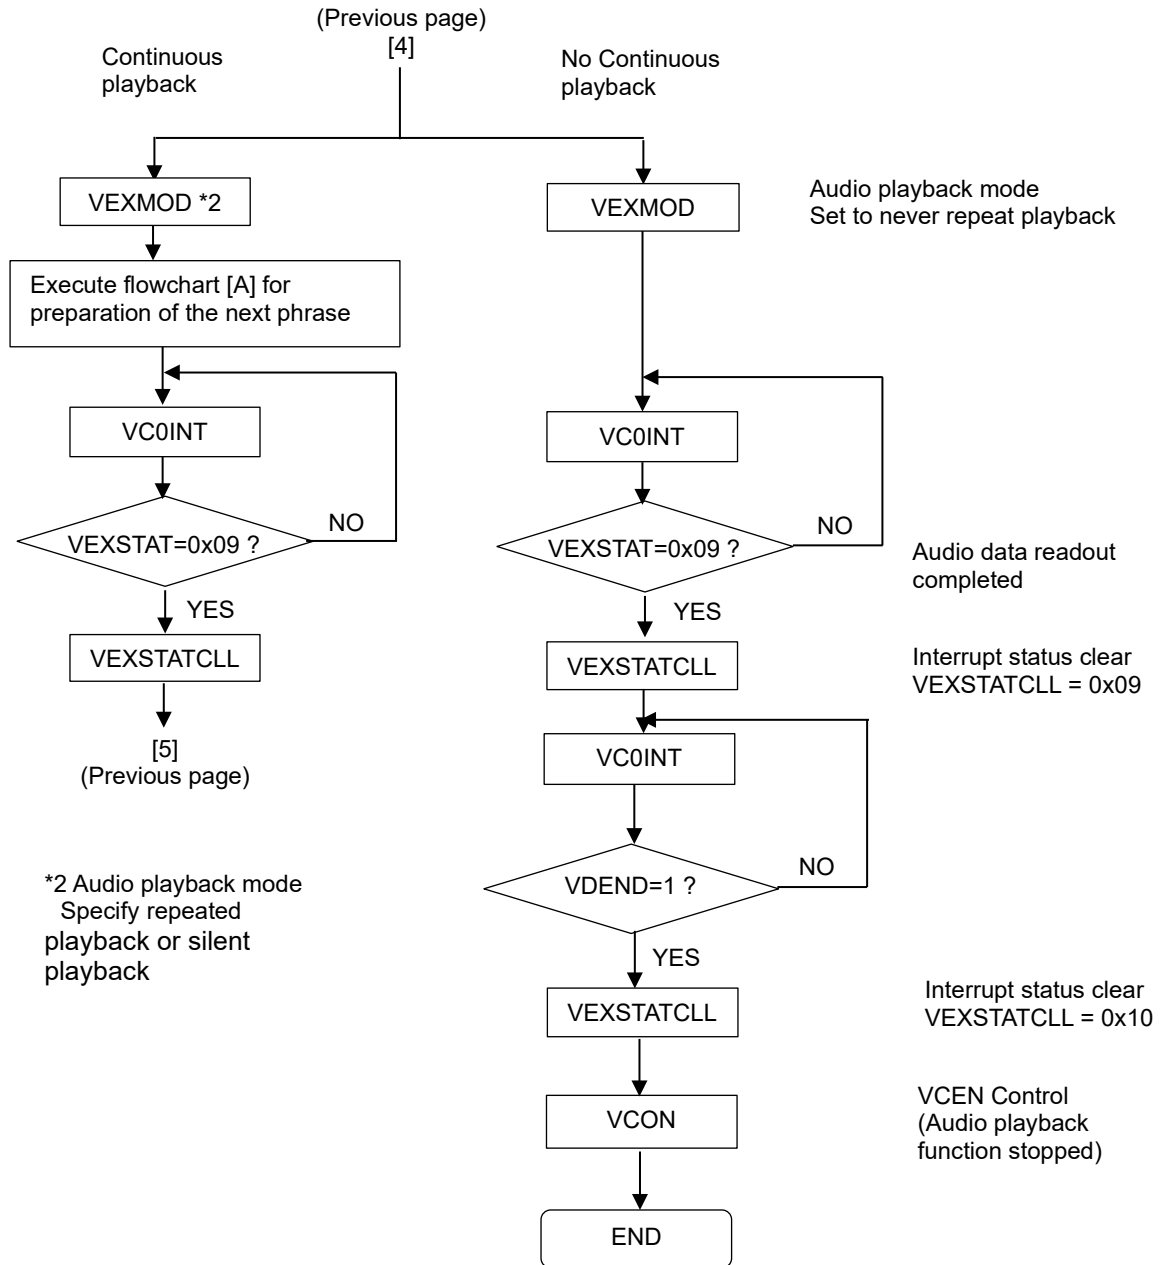 (Previous page)
[4]
Continuous
playback
No Continuous
playback
VEXMOD *2
VEXMOD
Audio playback mode
Set to never repeat playback
Execute flowchart [A] for
preparation of the next phrase
VC0INT
VC0INT
VEXSTAT=0x09 ?
NO
VEXSTAT=0x09 ?
NO
Audio data readout
completed
YES
YES
VEXSTATCLL
VEXSTATCLL
Interrupt status clear
VEXSTATCLL = 0x09
[5]
(Previous page)
VC0INT
*2 Audio playback mode
Specify repeated
playback or silent
playback
VDEND=1 ?
NO
YES
VEXSTATCLL
Interrupt status clear
VEXSTATCLL = 0x10
VCON
VCEN Control
(Audio playback
function stopped)
END